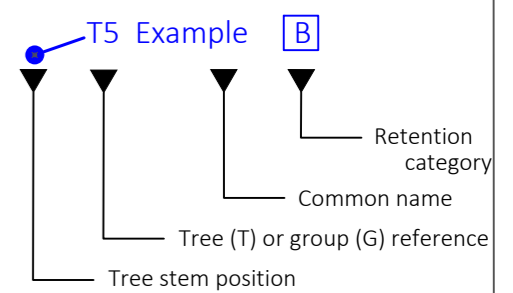 T5 Example B
Retention
category
Common name
Tree (T) or group (G) reference
Tree stem position